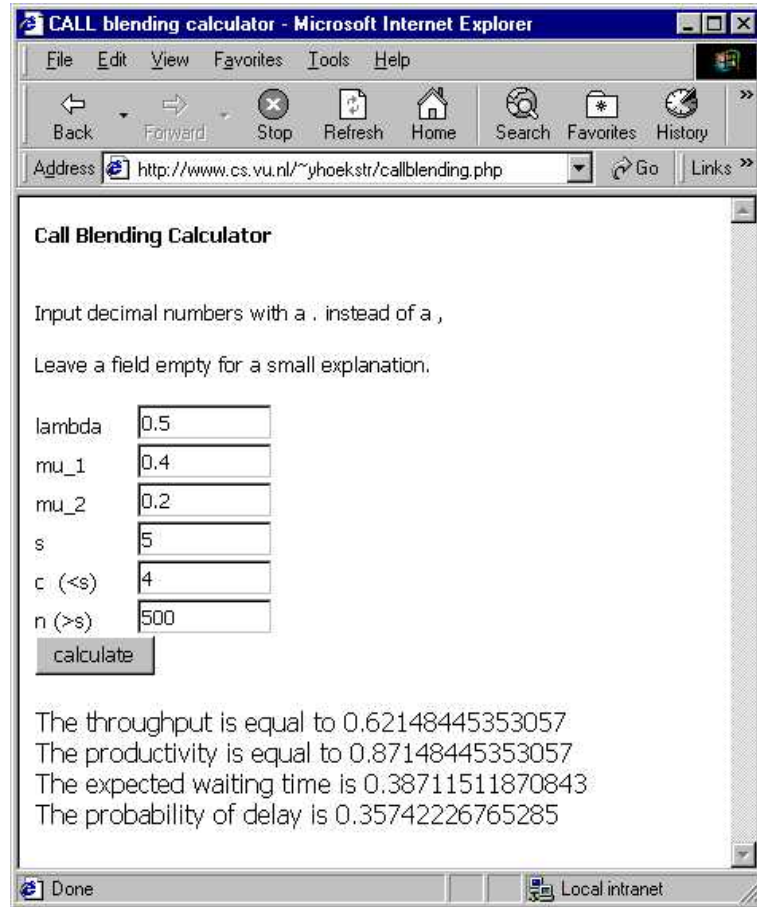 CALL blending calculator - Microsoft Internet Explorer
File Edit View Favorites Tools Help
Back Forward Stop Refresh Home Search Favorites History »
Address http://www.cs.vu.nl/~yhoekstr/callblending.php Go Links »
Call Blending Calculator
Input decimal numbers with a . instead of a ,
Leave a field empty for a small explanation.
lambda 0.5
mu_1 0.4
mu_2 0.2
s 5
c (<s) 4
n (>s) 500
calculate
The throughput is equal to 0.62148445353057
The productivity is equal to 0.87148445353057
The expected waiting time is 0.38711511870843
The probability of delay is 0.35742226765285
Done Local intranet